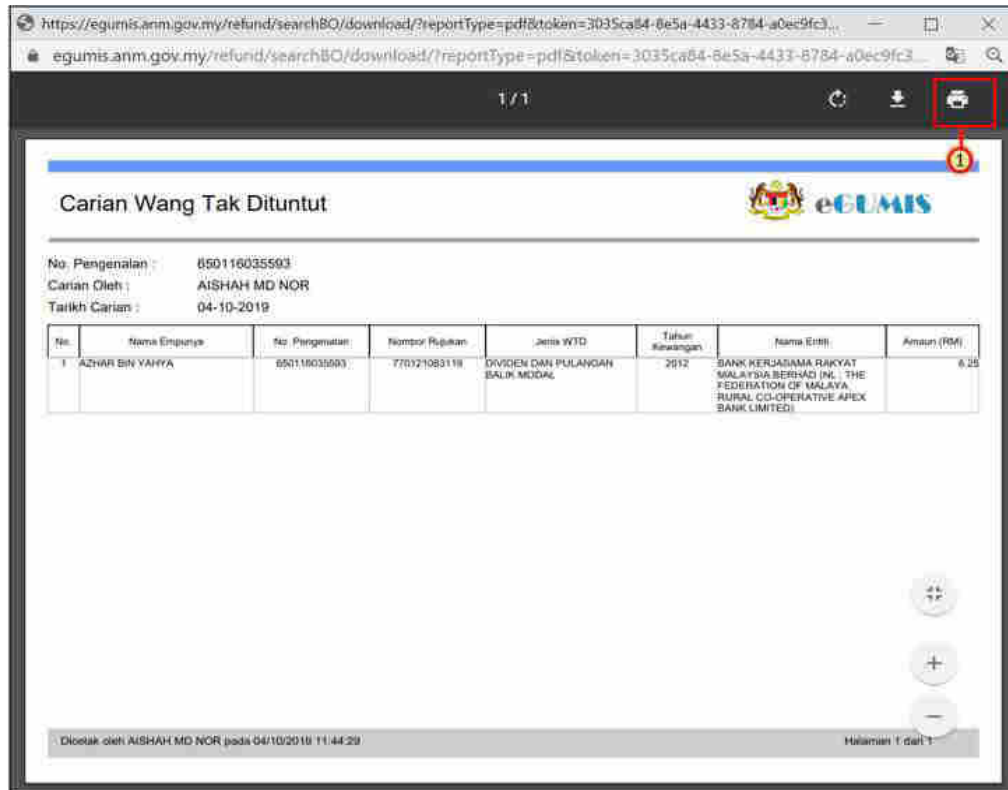 https://egumis.anm.gov.my/refund/searchBO/download/?reportType=pdf&token=3035ca84-8e5a-4433-8784-a0ec9fc3...
egumis.anm.gov.my/refund/searchBO/download/?reportType=pdf&token=3035ca84-8e5a-4433-8784-a0ec9fc3...
1 / 1
1
Carian Wang Tak Dituntut
eGUMIS
No. Pengenalan : 650116035593
Carian Oleh : AISHAH MD NOR
Tarikh Carian : 04-10-2019
No. Nama Empunya No. Pengenalan Nombor Rujukan Jenis WTD Tahun Kewangan Nama Entiti Amaun (RM)
1 AZHAR BIN YAHYA 650116035593 770121083119 DIVIDEN DAN PULANGAN 2012 BANK KERJASAMA RAKYAT 6.25
BALIK MODAL MALAYSIA BERHAD (NL : THE
FEDERATION OF MALAYA
RURAL CO-OPERATIVE APEX
BANK LIMITED)
Dicetak oleh AISHAH MD NOR pada 04/10/2019 11:44:29 Halaman 1 dari 1